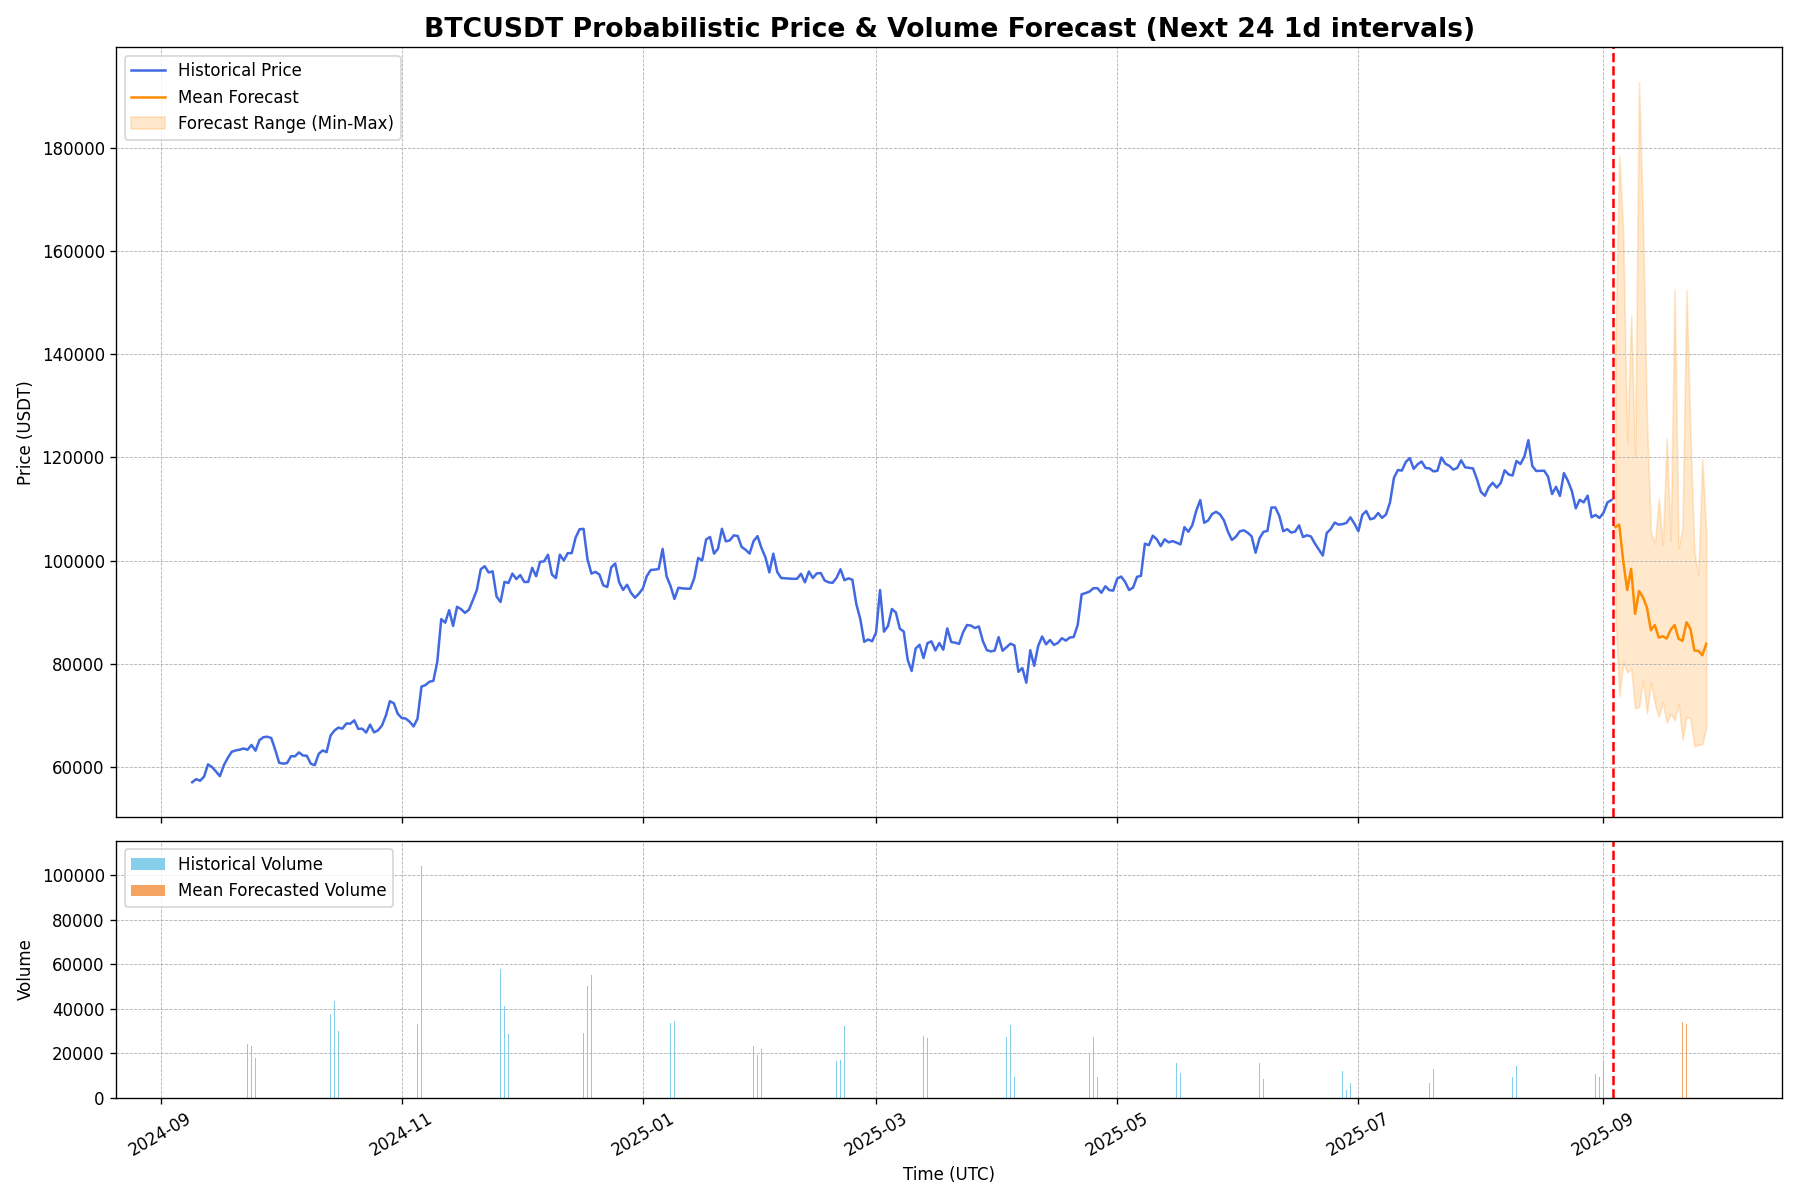 BTCUSDT Probabilistic Price & Volume Forecast (Next 24 1d intervals)
Historical Price
Mean Forecast
Forecast Range (Min-Max)
180000
160000
140000
120000
100000
80000
60000
Price (USDT)
Historical Volume
Mean Forecasted Volume
100000
80000
60000
40000
20000
0
Volume
2024-09
2024-11
2025-01
2025-03
2025-05
2025-07
2025-09
Time (UTC)